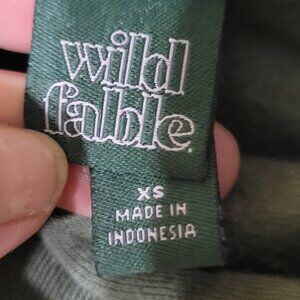 wild
fable.
XS
MADE IN
INDONESIA